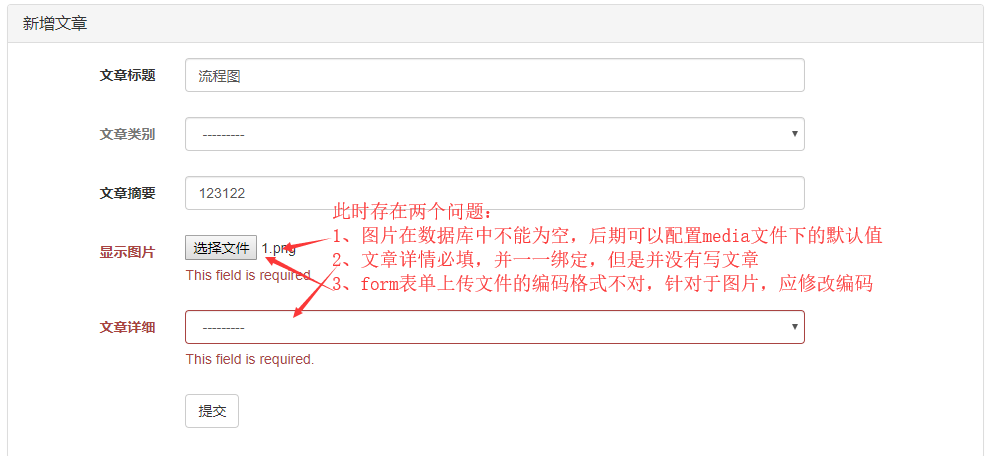 新增文章
文章标题 流程图
文章类别 ---------
文章摘要 123122
此时存在两个问题:
1、图片在数据库中不能为空，后期可以配置media文件下的默认值
显示图片 选择文件 1.png
2、文章详情必填，并一一绑定，但是并没有写文章
This field is required.
3、form表单上传文件的编码格式不对，针对于图片，应修改编码
文章详细 ---------
This field is required.
提交